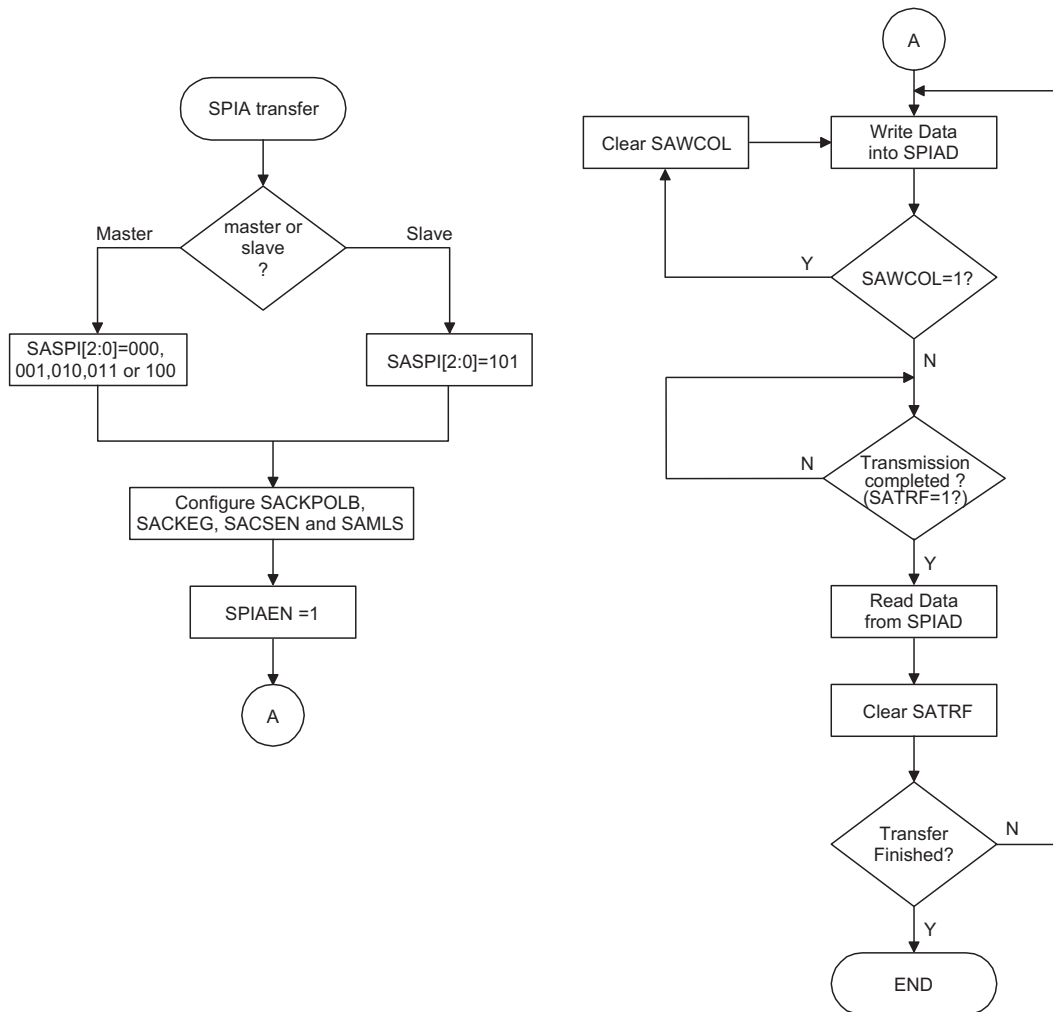 SPIA transfer
master or
slave
?
Master
Slave
SASPI[2:0]=000,
001,010,011 or 100
SASPI[2:0]=101
Configure SACKPOLB,
SACKEG, SACSEN and SAMLS
SPIAEN =1
A
A
Clear SAWCOL
Write Data
into SPIAD
Y
SAWCOL=1?
N
N
Transmission
completed ?
(SATRF=1?)
Y
Read Data
from SPIAD
Clear SATRF
Transfer
Finished?
N
Y
END